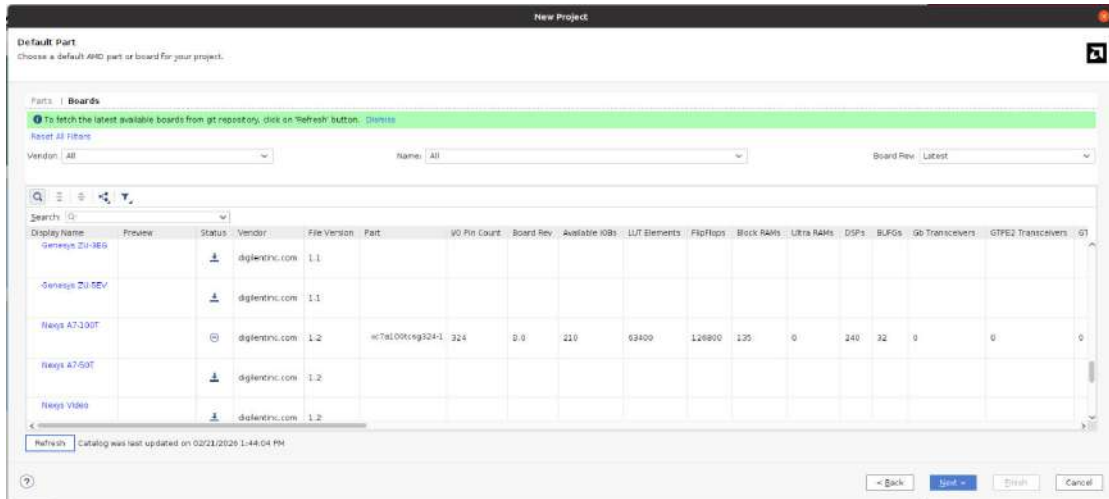 New Project
Default Part
Choose a default AMD part or board for your project.
Parts | Boards
To fetch the latest available boards from git repository, click on 'Refresh' button. Dismiss
Reset All Filters
Vendor: All Name: All Board Rev: Latest
Search: Q-
Display Name Preview Status Vendor File Version Part I/O Pin Count Board Rev Available IOBs LUT Elements FlipFlops Block RAMs Ultra RAMs DSPs BUFGs Gb Transceivers GTPE2 Transceivers GT
Genesys ZU-3EG
digilentinc.com 1.1
Genesys ZU-5EV
digilentinc.com 1.1
Nexys A7-100T
digilentinc.com 1.2 xc7a100tcsg324-1 324 D.0 210 63400 126800 135 0 240 32 0 0 0
Nexys A7-50T
digilentinc.com 1.2
Nexys Video
digilentinc.com 1.2
Refresh Catalog was last updated on 02/21/2026 1:44:04 PM
? < Back Next > Finish Cancel